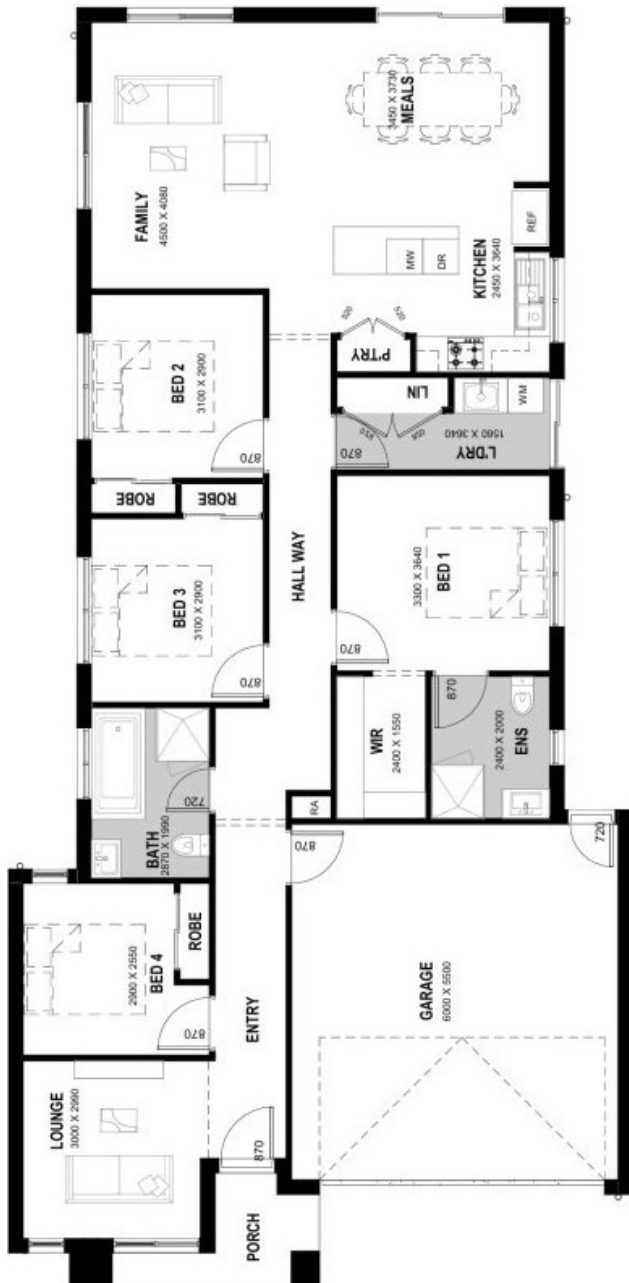 FAMILY
4500 X 4080
MEALS
3450 X 3730
REF
KITCHEN
2450 X 3640
MW
DR
520
520
P'TRY
BED 2
3100 X 2900
870
LIN
WM
810
L'DRY
1560 X 3640
870
ROBE
ROBE
HALL WAY
BED 3
3100 X 2900
870
BED 1
3300 X 3640
870
WIR
2400 X 1550
870
ENS
2400 X 2000
BATH
2870 X 1990
720
RA
870
720
BED 4
2900 X 2550
ROBE
870
ENTRY
GARAGE
6000 X 5500
LOUNGE
3000 X 2990
870
PORCH